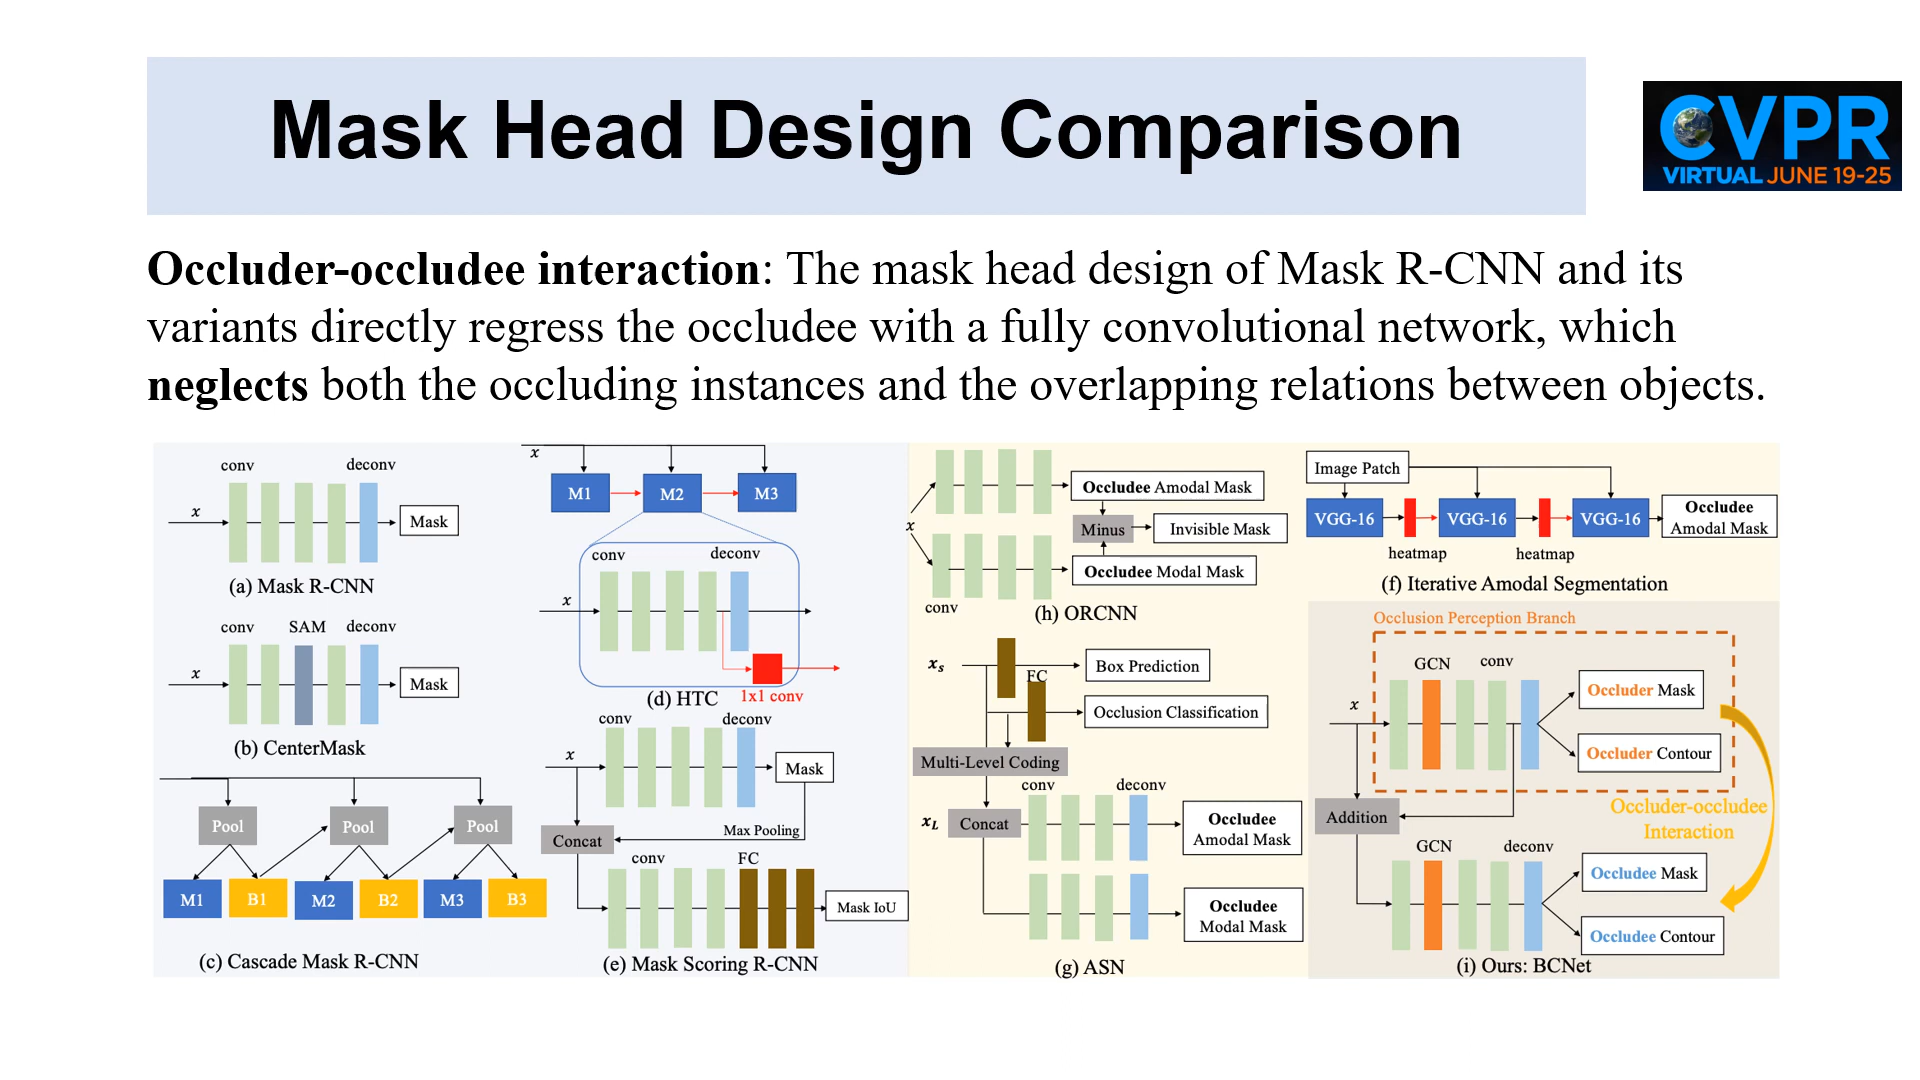 Mask Head Design Comparison
CVPR
VIRTUAL JUNE 19-25
Occluder-occludee interaction: The mask head design of Mask R-CNN and its
variants directly regress the occludee with a fully convolutional network, which
neglects both the occluding instances and the overlapping relations between objects.
conv deconv
x
Mask
(a) Mask R-CNN
conv SAM deconv
x
Mask
(b) CenterMask
Pool Pool Pool
M1 B1 M2 B2 M3 B3
(c) Cascade Mask R-CNN
x
M1 M2 M3
conv deconv
x
1x1 conv
(d) HTC
conv deconv
x
Mask
Max Pooling
Concat
conv FC
Mask IoU
(e) Mask Scoring R-CNN
x
Occludee Amodal Mask
Minus
Invisible Mask
Occludee Modal Mask
conv
(h) ORCNN
xs
Box Prediction
FC
Occlusion Classification
Multi-Level Coding
conv deconv
xL
Concat
Occludee
Amodal Mask
Occludee
Modal Mask
(g) ASN
Image Patch
VGG-16 VGG-16 VGG-16
Occludee
Amodal Mask
heatmap heatmap
(f) Iterative Amodal Segmentation
Occlusion Perception Branch
GCN conv
x
Occluder Mask
Occluder Contour
Addition
Occluder-occludee
Interaction
GCN deconv
Occludee Mask
Occludee Contour
(i) Ours: BCNet